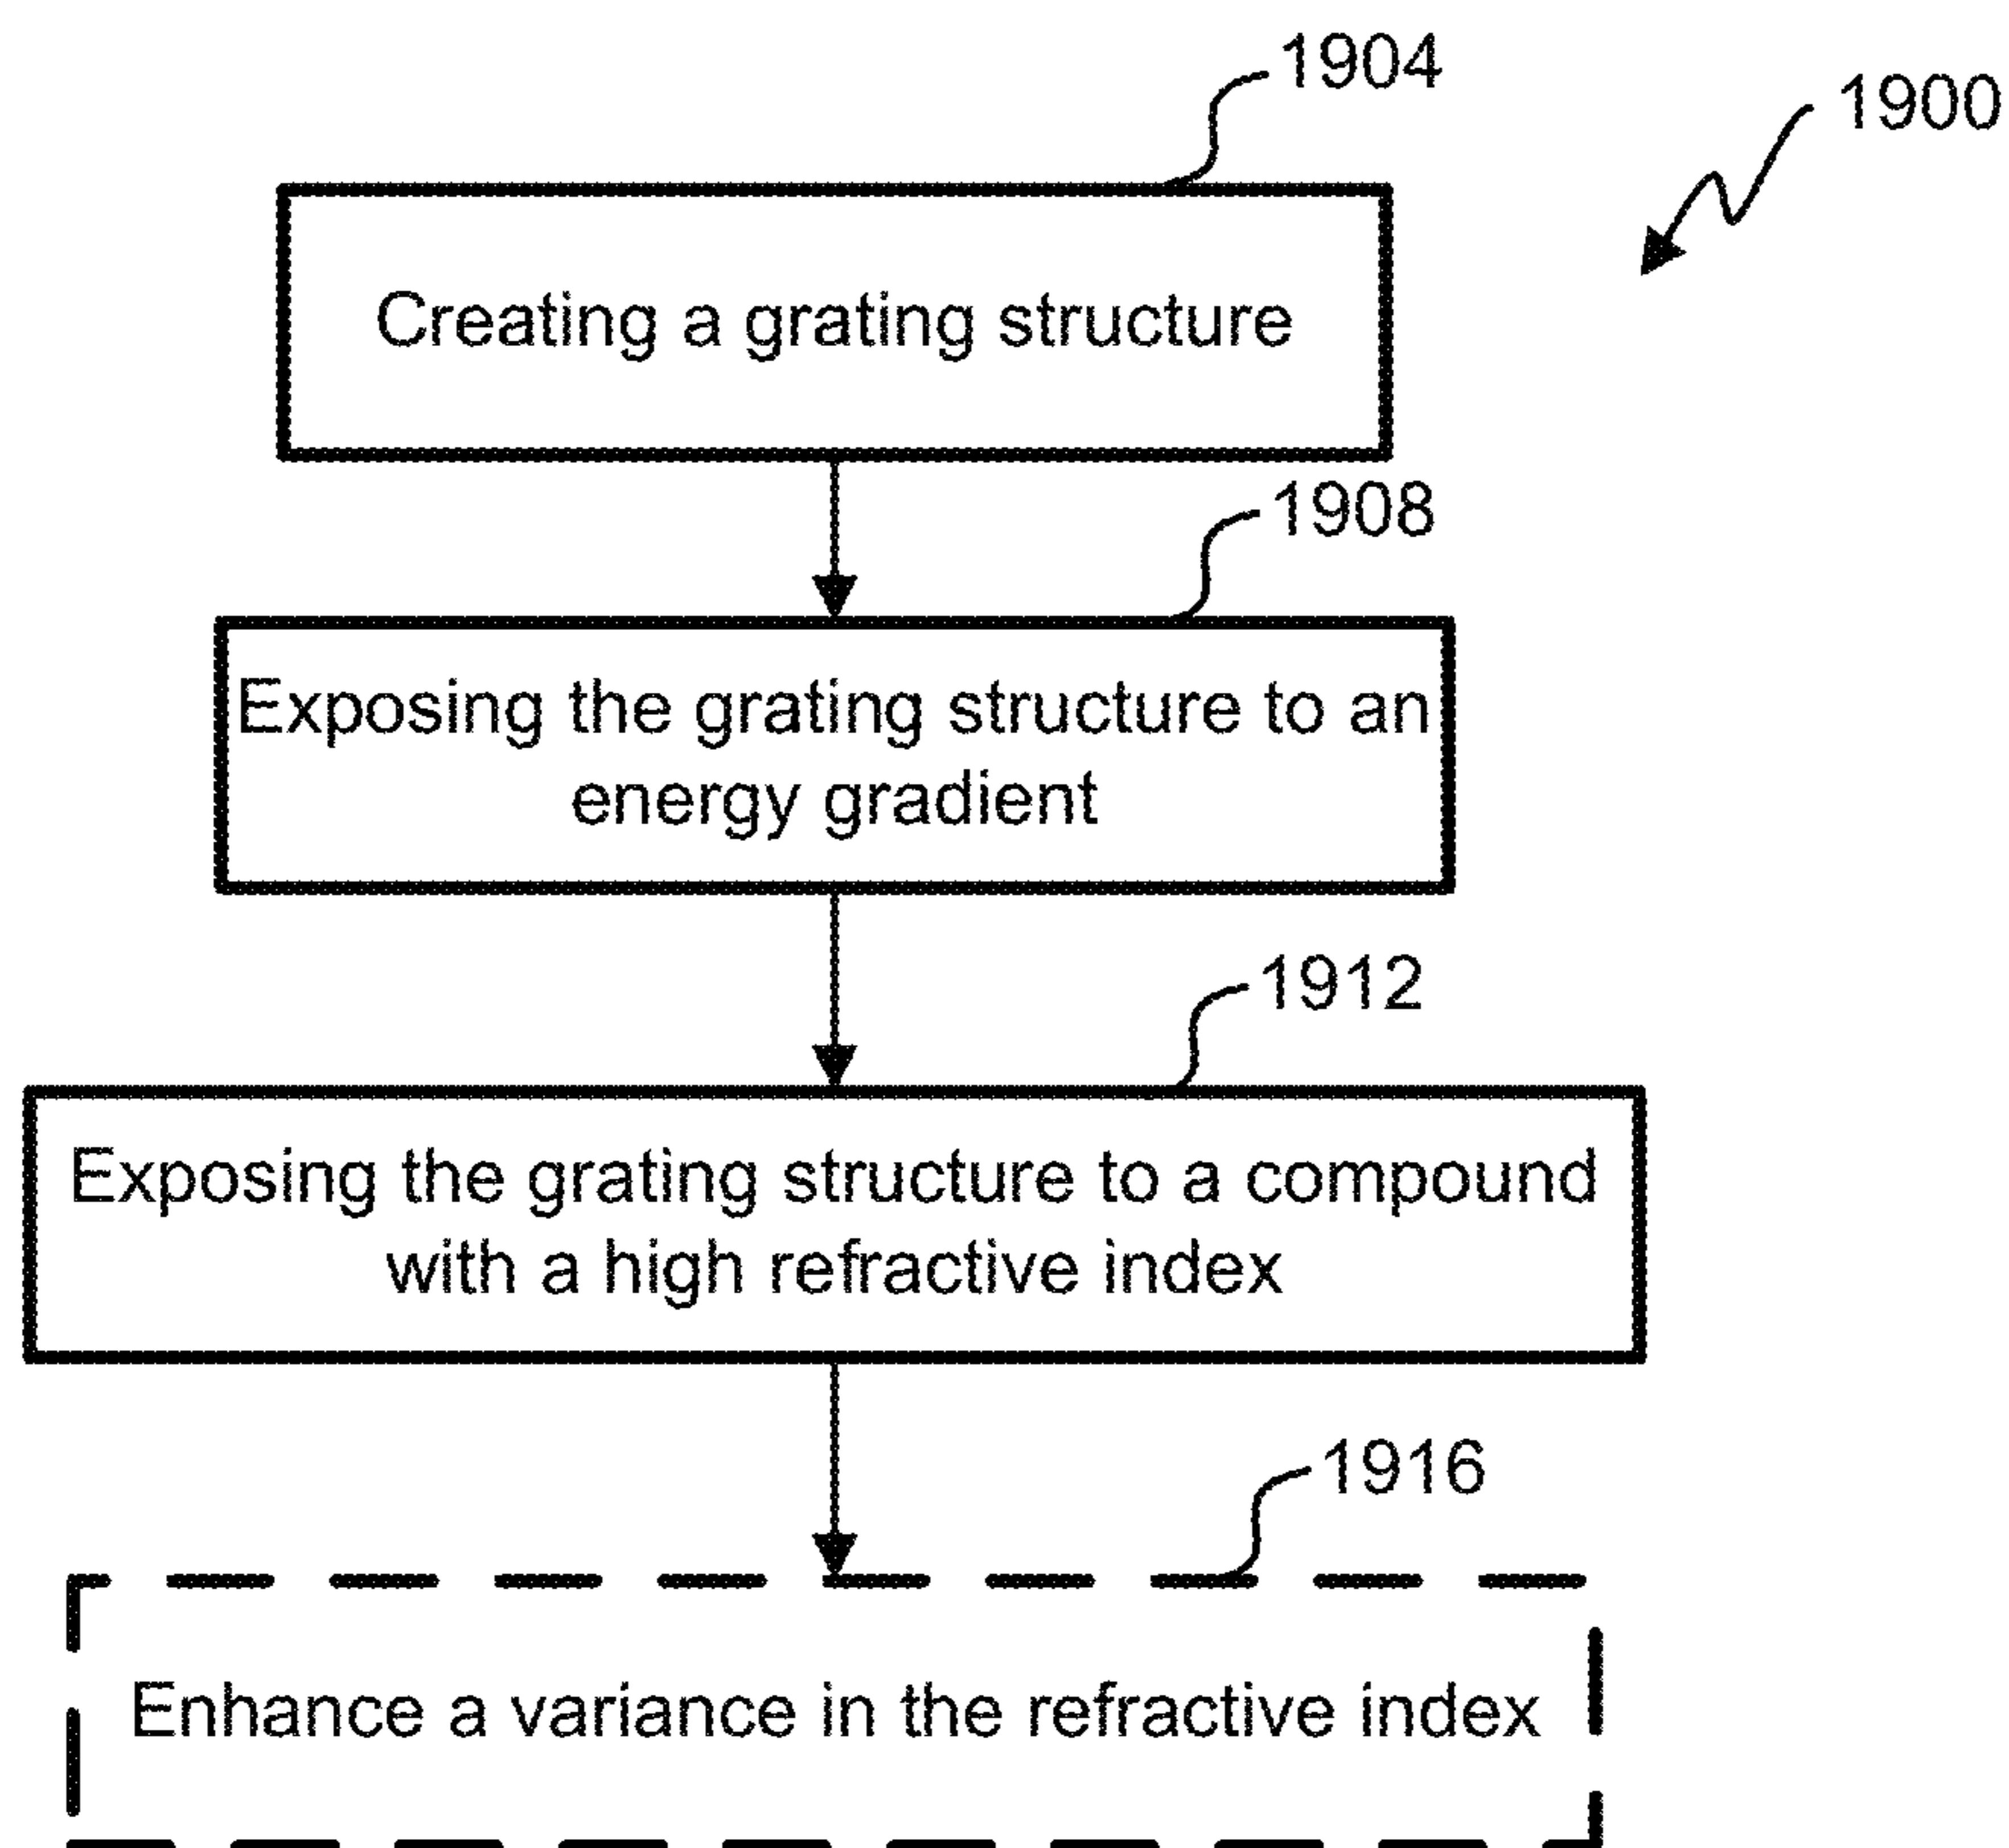 1904
1900
Creating a grating structure
1908
Exposing the grating structure to an
energy gradient
1912
Exposing the grating structure to a compound
with a high refractive index
1916
Enhance a variance in the refractive index